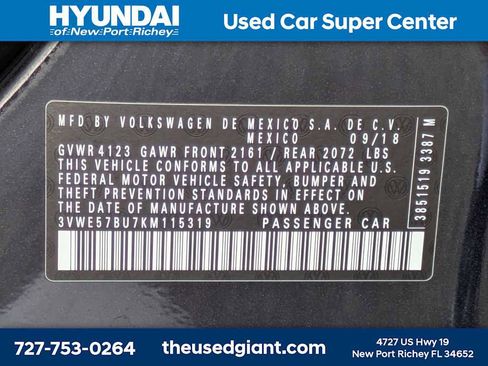 HYUNDAI
of New Port Richey
Used Car Super Center
MFD BY VOLKSWAGEN DE MEXICO S.A. DE C.V.
MEXICO 09/18
GVWR 4123 GAWR FRONT 2161 / REAR 2072 LBS
THIS VEHICLE CONFORMS TO ALL APPLICABLE U.S.
FEDERAL MOTOR VEHICLE SAFETY, BUMPER AND
THEFT PREVENTION STANDARDS IN EFFECT ON
THE DATE OF MANUFACTURE SHOWN ABOVE.
3VWE57BU7KM115319 PASSENGER CAR
38511519 3387 M
727-753-0264
theusedgiant.com
4727 US Hwy 19
New Port Richey FL 34652